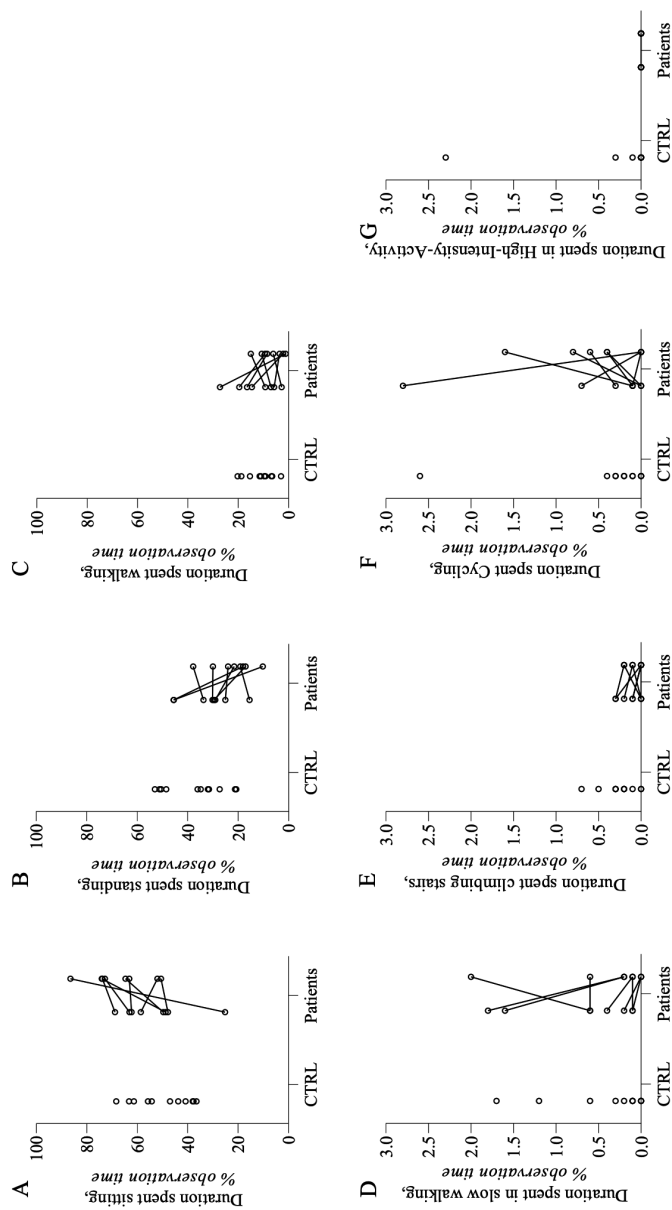 A
Duration spent sitting,
% observation time
100
80
60
40
20
0
CTRL
Patients
B
Duration spent standing,
% observation time
100
80
60
40
20
0
CTRL
Patients
C
Duration spent walking,
% observation time
100
80
60
40
20
0
CTRL
Patients
D
Duration spent in slow walking,
% observation time
3.0
2.5
2.0
1.5
1.0
0.5
0.0
CTRL
Patients
E
Duration spent climbing stairs,
% observation time
3.0
2.5
2.0
1.5
1.0
0.5
0.0
CTRL
Patients
F
Duration spent Cycling,
% observation time
3.0
2.5
2.0
1.5
1.0
0.5
0.0
CTRL
Patients
G
Duration spent in High-Intensity-Activity,
% observation time
3.0
2.5
2.0
1.5
1.0
0.5
0.0
CTRL
Patients